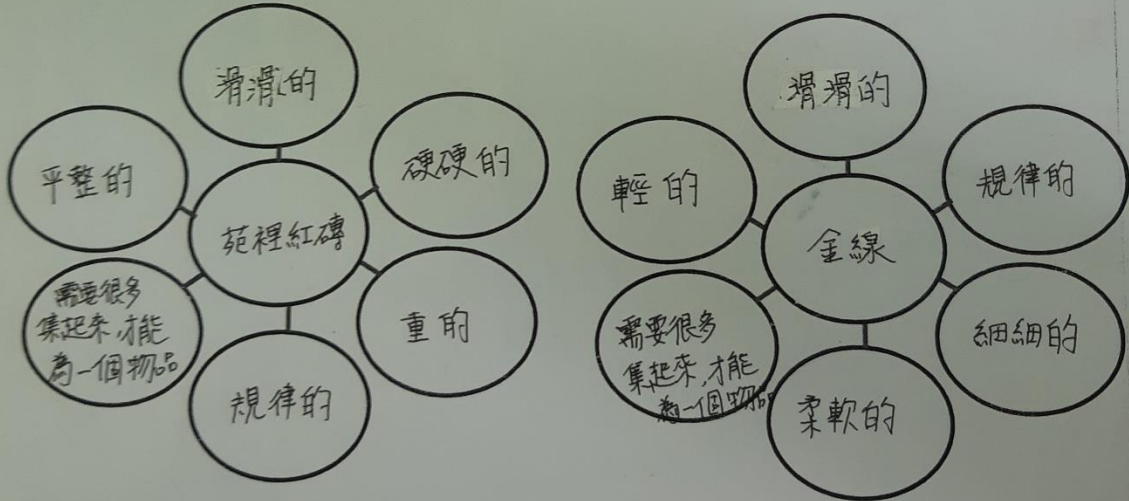 滑滑的
平整的
硬硬的
苑裡紅磚
需要很多
集起來,才能
為一個物品
重的
規律的
滑滑的
輕的
規律的
金線
需要很多
集起來,才能
為一個物品
細細的
柔軟的